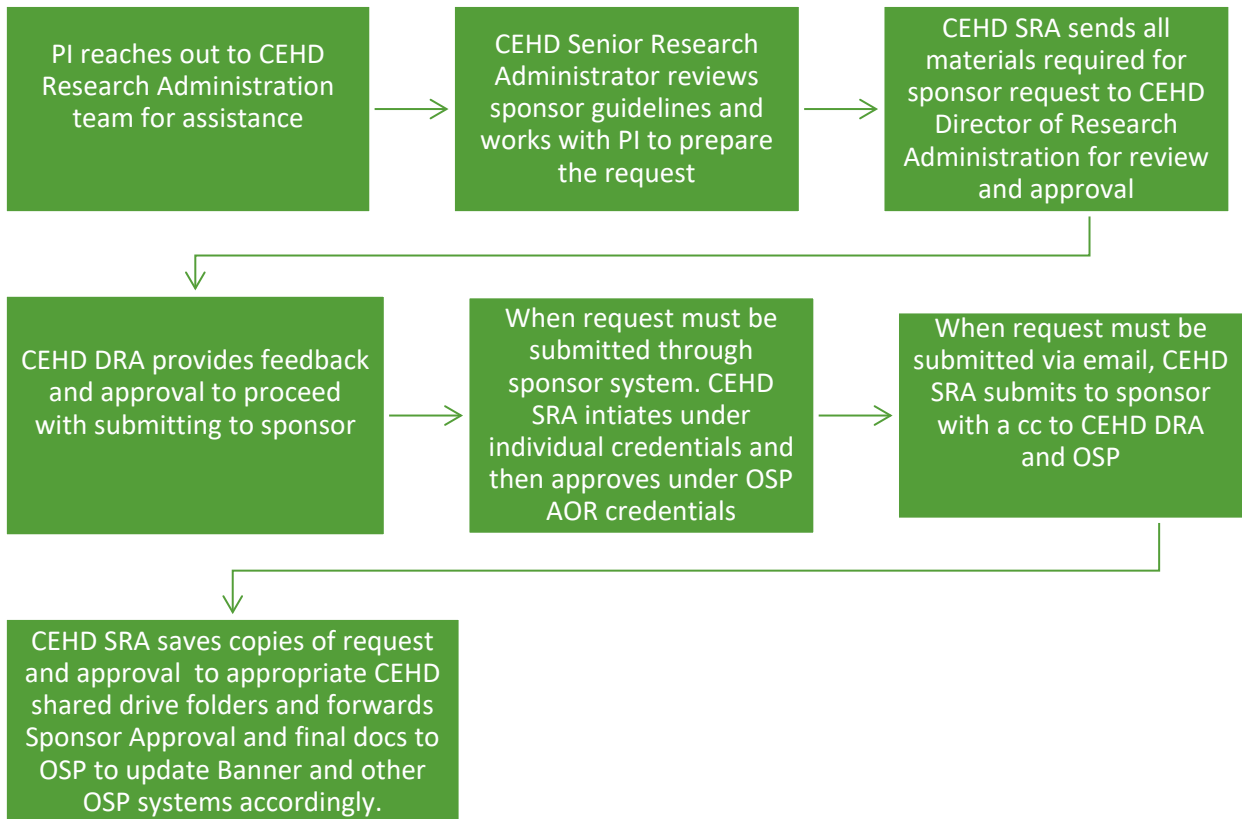 PI reaches out to CEHD
Research Administration
team for assistance
CEHD Senior Research
Administrator reviews
sponsor guidelines and
works with PI to prepare
the request
CEHD SRA sends all
materials required for
sponsor request to CEHD
Director of Research
Administration for review
and approval
CEHD DRA provides feedback
and approval to proceed
with submitting to sponsor
When request must be
submitted through
sponsor system. CEHD
SRA intiates under
individual credentials and
then approves under OSP
AOR credentials
When request must be
submitted via email, CEHD
SRA submits to sponsor
with a cc to CEHD DRA
and OSP
CEHD SRA saves copies of request
and approval to appropriate CEHD
shared drive folders and forwards
Sponsor Approval and final docs to
OSP to update Banner and other
OSP systems accordingly.